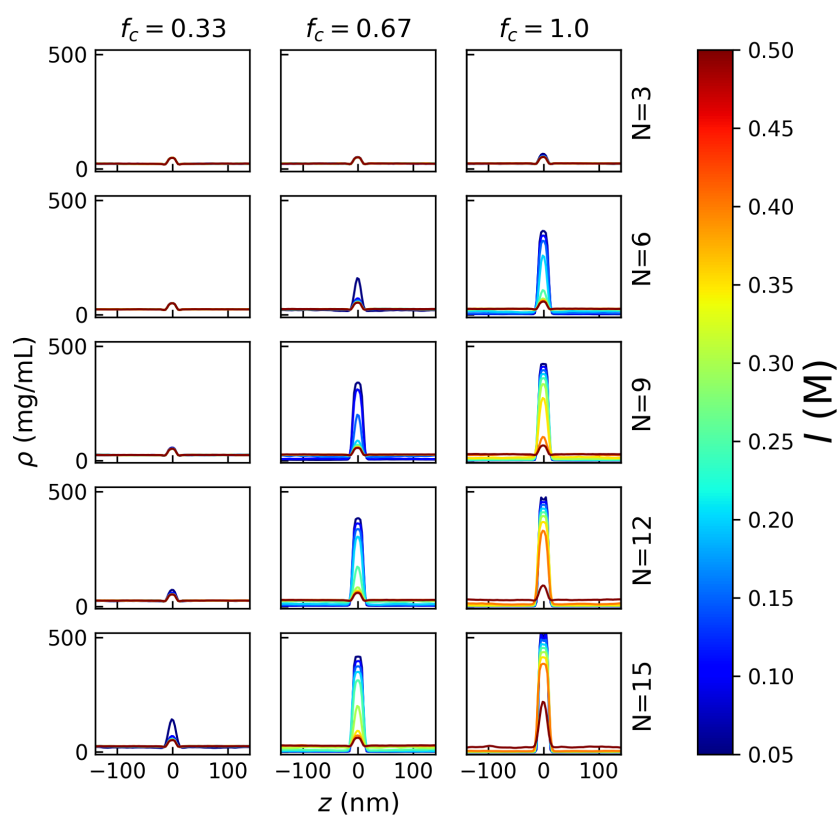 f_c = 0.33
f_c = 0.67
f_c = 1.0
500
0
N=3
500
0
N=6
500
0
N=9
500
0
N=12
500
0
N=15
−100 0 100
−100 0 100
−100 0 100
ρ (mg/mL)
z (nm)
0.50
0.45
0.40
0.35
0.30
0.25
0.20
0.15
0.10
0.05
I (M)